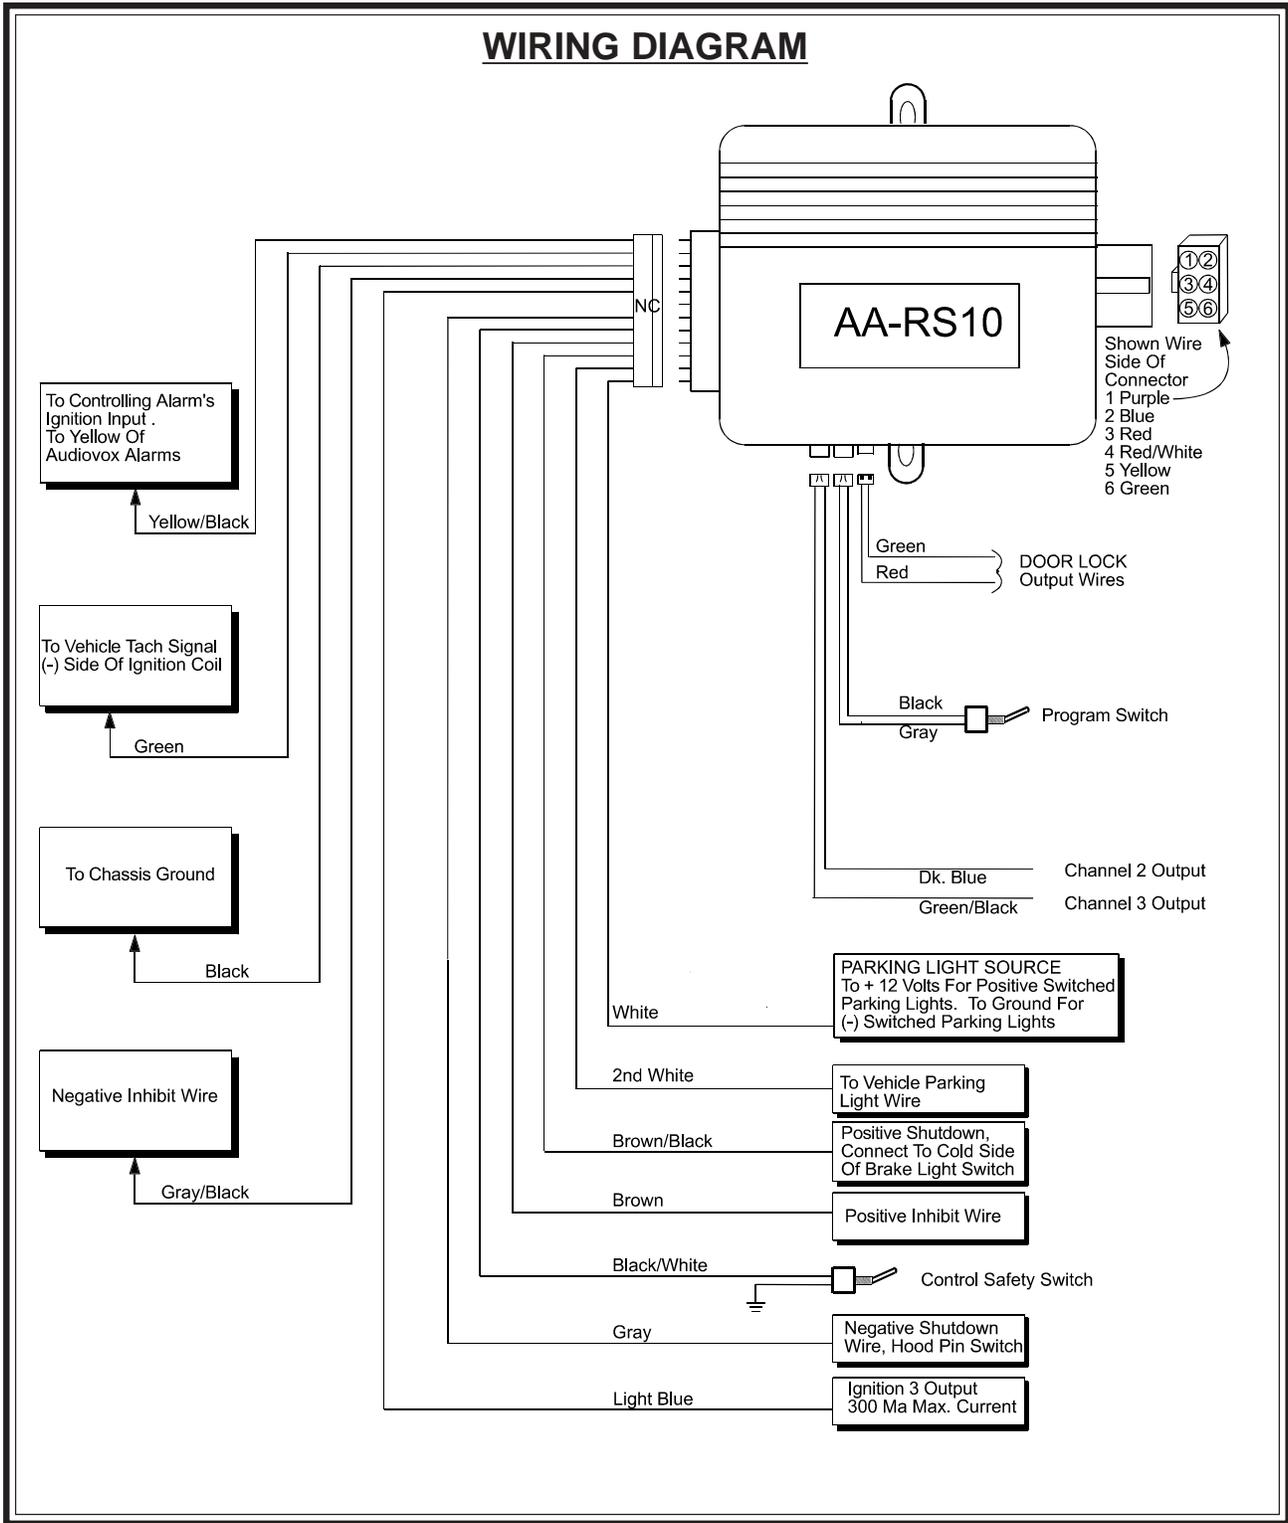 WIRING DIAGRAM
NC
AA-RS10
1 2
3 4
5 6
Shown Wire
Side Of
Connector
1 Purple
2 Blue
3 Red
4 Red/White
5 Yellow
6 Green
To Controlling Alarm's
Ignition Input .
To Yellow Of
Audiovox Alarms
Yellow/Black
Green
Red
DOOR LOCK
Output Wires
To Vehicle Tach Signal
(-) Side Of Ignition Coil
Green
Black
Gray
Program Switch
To Chassis Ground
Black
Dk. Blue
Channel 2 Output
Green/Black
Channel 3 Output
White
PARKING LIGHT SOURCE
To + 12 Volts For Positive Switched
Parking Lights. To Ground For
(-) Switched Parking Lights
Negative Inhibit Wire
Gray/Black
2nd White
To Vehicle Parking
Light Wire
Brown/Black
Positive Shutdown,
Connect To Cold Side
Of Brake Light Switch
Brown
Positive Inhibit Wire
Black/White
Control Safety Switch
Gray
Negative Shutdown
Wire, Hood Pin Switch
Light Blue
Ignition 3 Output
300 Ma Max. Current